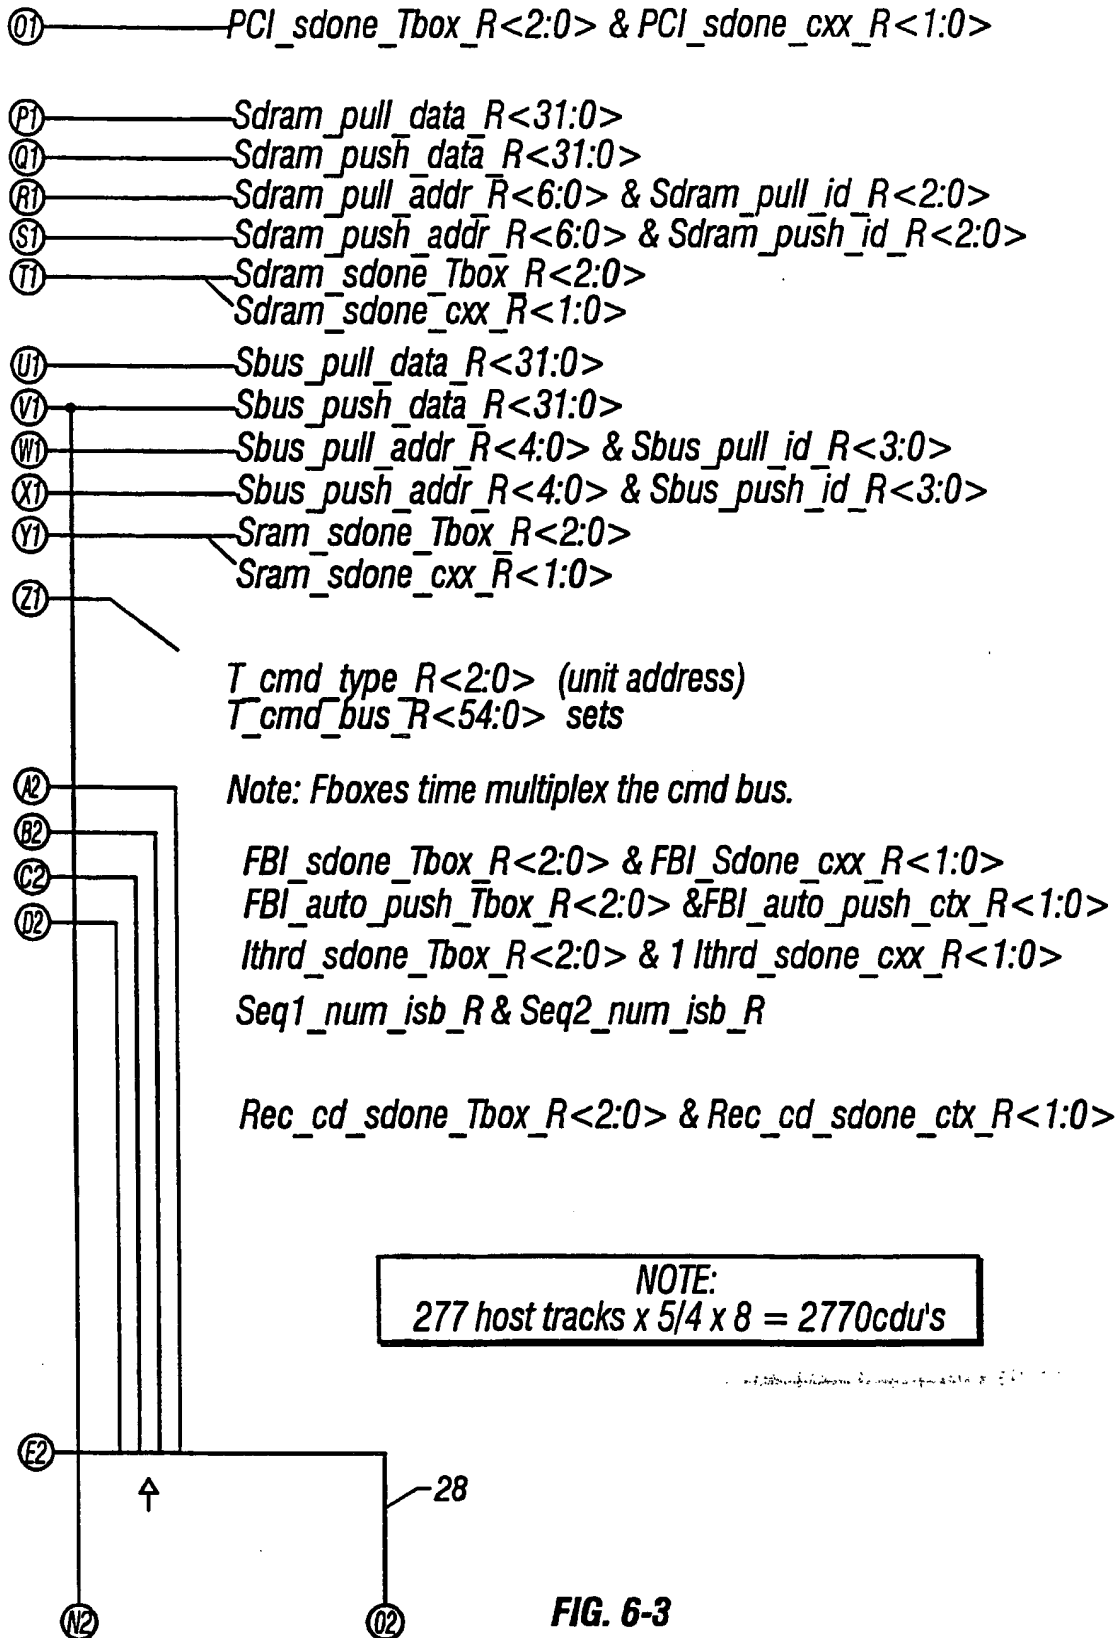 O1 PCI_sdone_Tbox_R<2:0> & PCI_sdone_cxx_R<1:0>
P1 Sdram_pull_data_R<31:0>
Q1 Sdram_push_data_R<31:0>
R1 Sdram_pull_addr_R<6:0> & Sdram_pull_id_R<2:0>
S1 Sdram_push_addr_R<6:0> & Sdram_push_id_R<2:0>
T1 Sdram_sdone_Tbox_R<2:0>
Sdram_sdone_cxx_R<1:0>
U1 Sbus_pull_data_R<31:0>
V1 Sbus_push_data_R<31:0>
W1 Sbus_pull_addr_R<4:0> & Sbus_pull_id_R<3:0>
X1 Sbus_push_addr_R<4:0> & Sbus_push_id_R<3:0>
Y1 Sram_sdone_Tbox_R<2:0>
Sram_sdone_cxx_R<1:0>
Z1
T_cmd_type_R<2:0> (unit address)
T_cmd_bus_R<54:0> sets
A2 Note: Fboxes time multiplex the cmd bus.
B2
FBI_sdone_Tbox_R<2:0> & FBI_Sdone_cxx_R<1:0>
C2
FBI_auto_push_Tbox_R<2:0> &FBI_auto_push_ctx_R<1:0>
D2
Ithrd_sdone_Tbox_R<2:0> & 1 Ithrd_sdone_cxx_R<1:0>
Seq1_num_isb_R & Seq2_num_isb_R
Rec_cd_sdone_Tbox_R<2:0> & Rec_cd_sdone_ctx_R<1:0>
NOTE:
277 host tracks x 5/4 x 8 = 2770cdu's
E2
28
N2 O2
FIG. 6-3